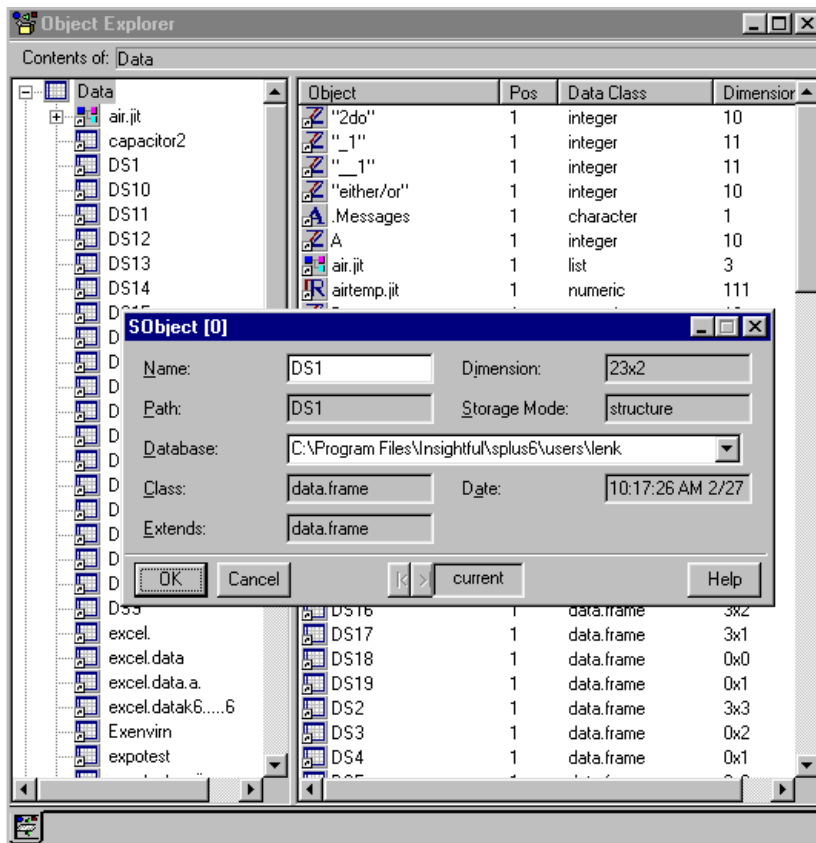 Object Explorer
Contents of: Data
Data
air.jit
capacitor2
DS1
DS10
DS11
DS12
DS13
DS14
D
D
D
D
D
D
D
D
D
D
D
excel.
excel.data
excel.data.a.
excel.datak6.....6
Exenvirn
expotest
Object Pos Data Class Dimension
"2do" 1 integer 10
"_1" 1 integer 11
"__1" 1 integer 11
"either/or" 1 integer 10
.Messages 1 character 1
A 1 integer 10
air.jit 1 list 3
airtemp.jit 1 numeric 111
SObject [0]
Name: DS1 Dimension: 23x2
Path: DS1 Storage Mode: structure
Database: C:\Program Files\Insightful\splus6\users\lenk
Class: data.frame Date: 10:17:26 AM 2/27
Extends: data.frame
OK Cancel current Help
DS16 1 data.frame 3x2
DS17 1 data.frame 3x1
DS18 1 data.frame 0x0
DS19 1 data.frame 0x1
DS2 1 data.frame 3x3
DS3 1 data.frame 0x2
DS4 1 data.frame 0x1